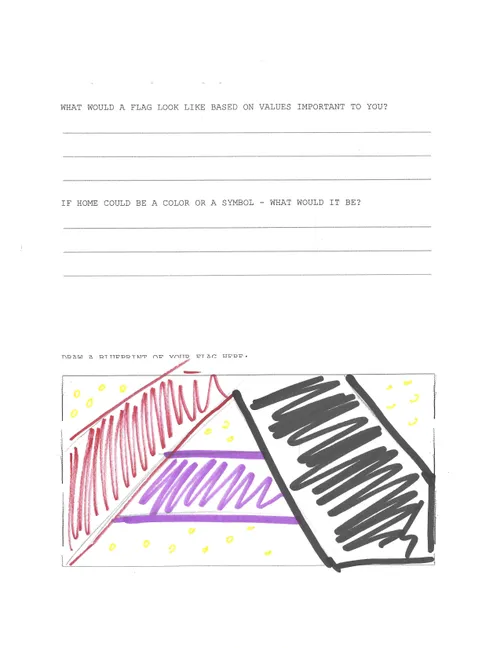 WHAT WOULD A FLAG LOOK LIKE BASED ON VALUES IMPORTANT TO YOU?
IF HOME COULD BE A COLOR OR A SYMBOL - WHAT WOULD IT BE?
DRAW A BLUEPRINT OF YOUR FLAG HERE: